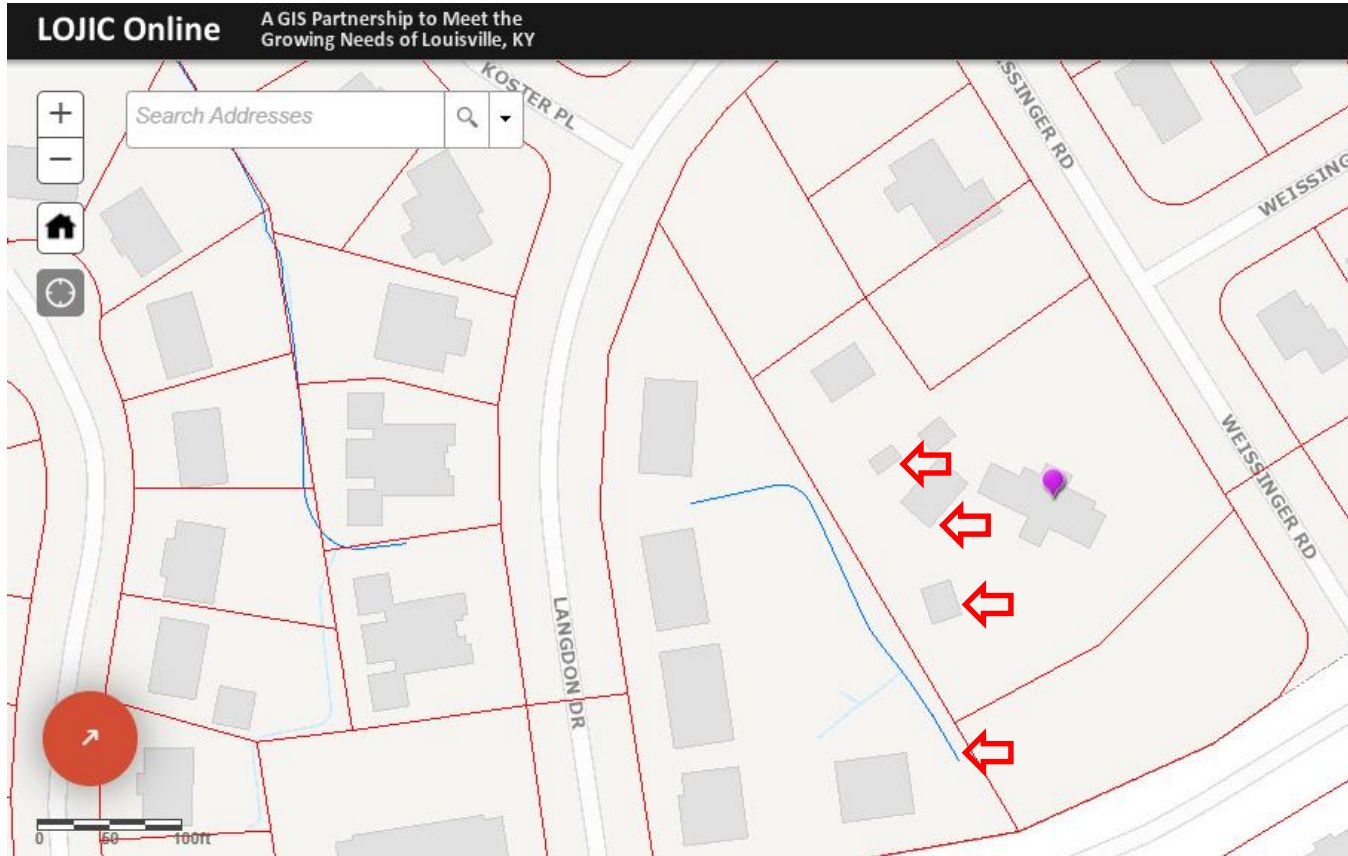 LOJIC Online
A GIS Partnership to Meet the
Growing Needs of Louisville, KY
+
Search Addresses
−
KOSTER PL
WEISSINGER RD
WEISSING
WEISSINGER RD
LANGDON DR
0 50 100ft